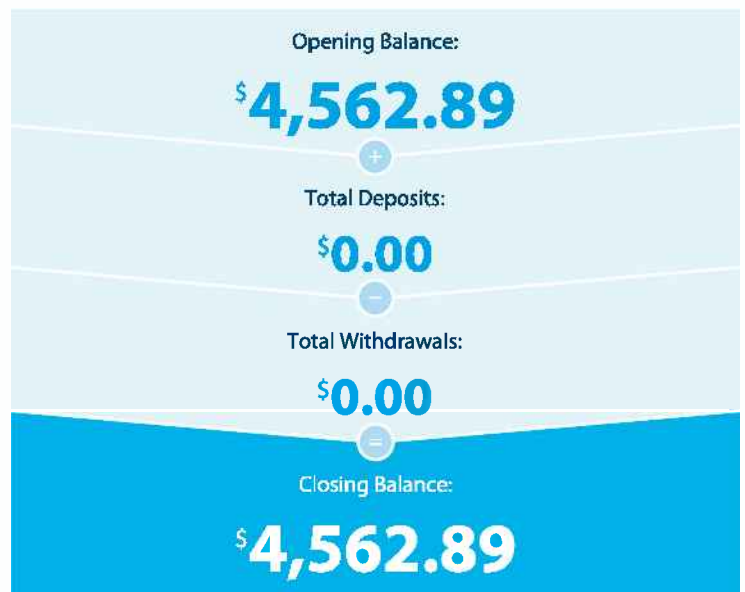 Opening Balance:
$4,562.89
+
Total Deposits:
$0.00
−
Total Withdrawals:
$0.00
=
Closing Balance:
$4,562.89